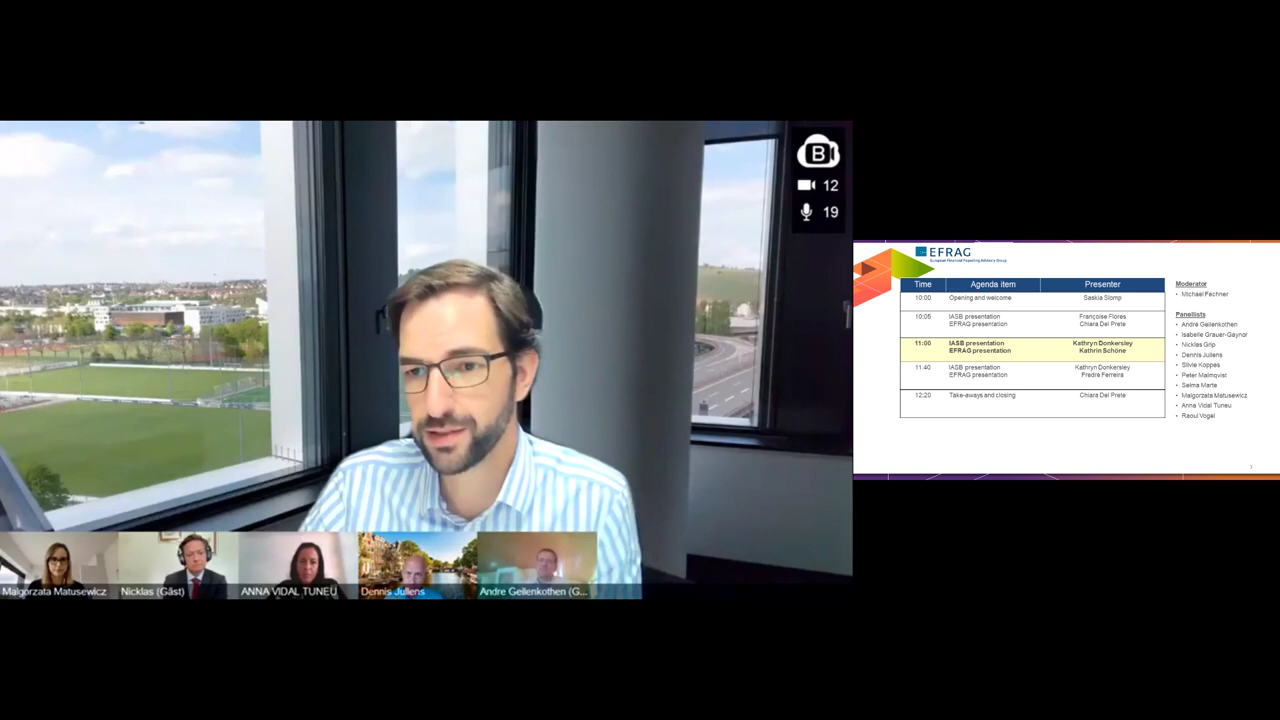 B
12
19
Malgorzata Matusewicz
Nicklas (Gäst)
ANNA VIDAL TUNEU
Dennis Jullens
Andre Geilenkothen (G...
EFRAG
European Financial Reporting Advisory Group
Time Agenda item Presenter
10:00 Opening and welcome Saskia Slomp
10:05 IASB presentation Françoise Flores
EFRAG presentation Chiara Del Prete
11:00 IASB presentation Kathryn Donkersley
EFRAG presentation Kathrin Schöne
11:40 IASB presentation Kathryn Donkersley
EFRAG presentation Fredré Ferreira
12:20 Take-aways and closing Chiara Del Prete
Moderator
• Michael Fechner
Panellists
• André Geilenkothen
• Isabelle Grauer-Gaynor
• Nicklas Grip
• Dennis Jullens
• Silvie Koppes
• Peter Malmqvist
• Selma Marte
• Malgorzata Matusewicz
• Anna Vidal Tuneu
• Raoul Vogel
3